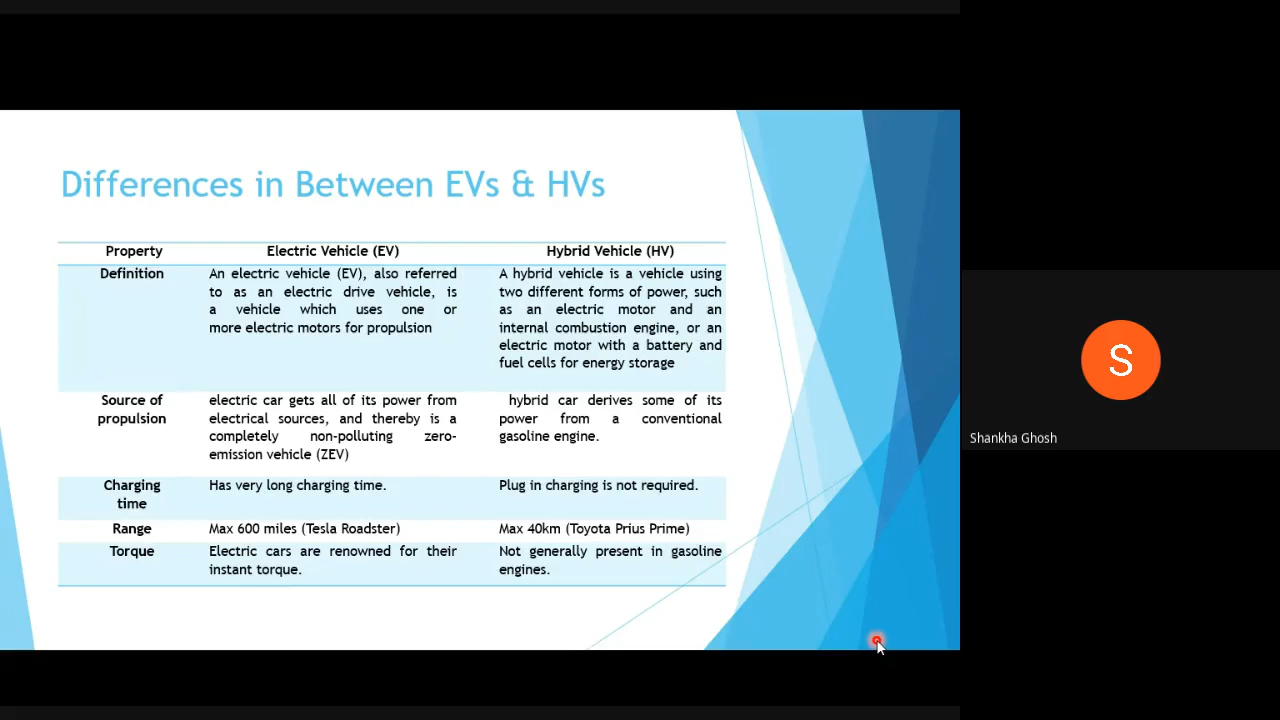 Differences in Between EVs & HVs
Property Electric Vehicle (EV) Hybrid Vehicle (HV)
Definition
An electric vehicle (EV), also referred
to as an electric drive vehicle, is
a vehicle which uses one or
more electric motors for propulsion
A hybrid vehicle is a vehicle using
two different forms of power, such
as an electric motor and an
internal combustion engine, or an
electric motor with a battery and
fuel cells for energy storage
Source of
propulsion
electric car gets all of its power from
electrical sources, and thereby is a
completely non-polluting zero-
emission vehicle (ZEV)
hybrid car derives some of its
power from a conventional
gasoline engine.
Charging
time
Has very long charging time.
Plug in charging is not required.
Range
Max 600 miles (Tesla Roadster)
Max 40km (Toyota Prius Prime)
Torque
Electric cars are renowned for their
instant torque.
Not generally present in gasoline
engines.
S
Shankha Ghosh